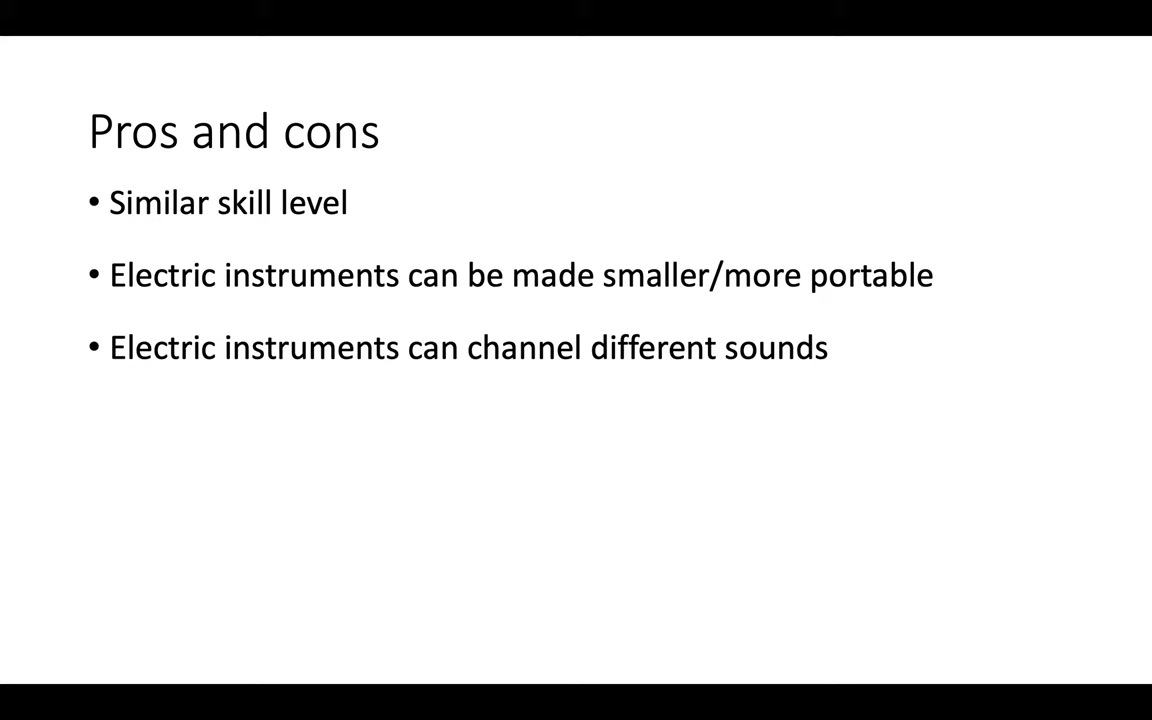 Pros and cons
• Similar skill level
• Electric instruments can be made smaller/more portable
• Electric instruments can channel different sounds